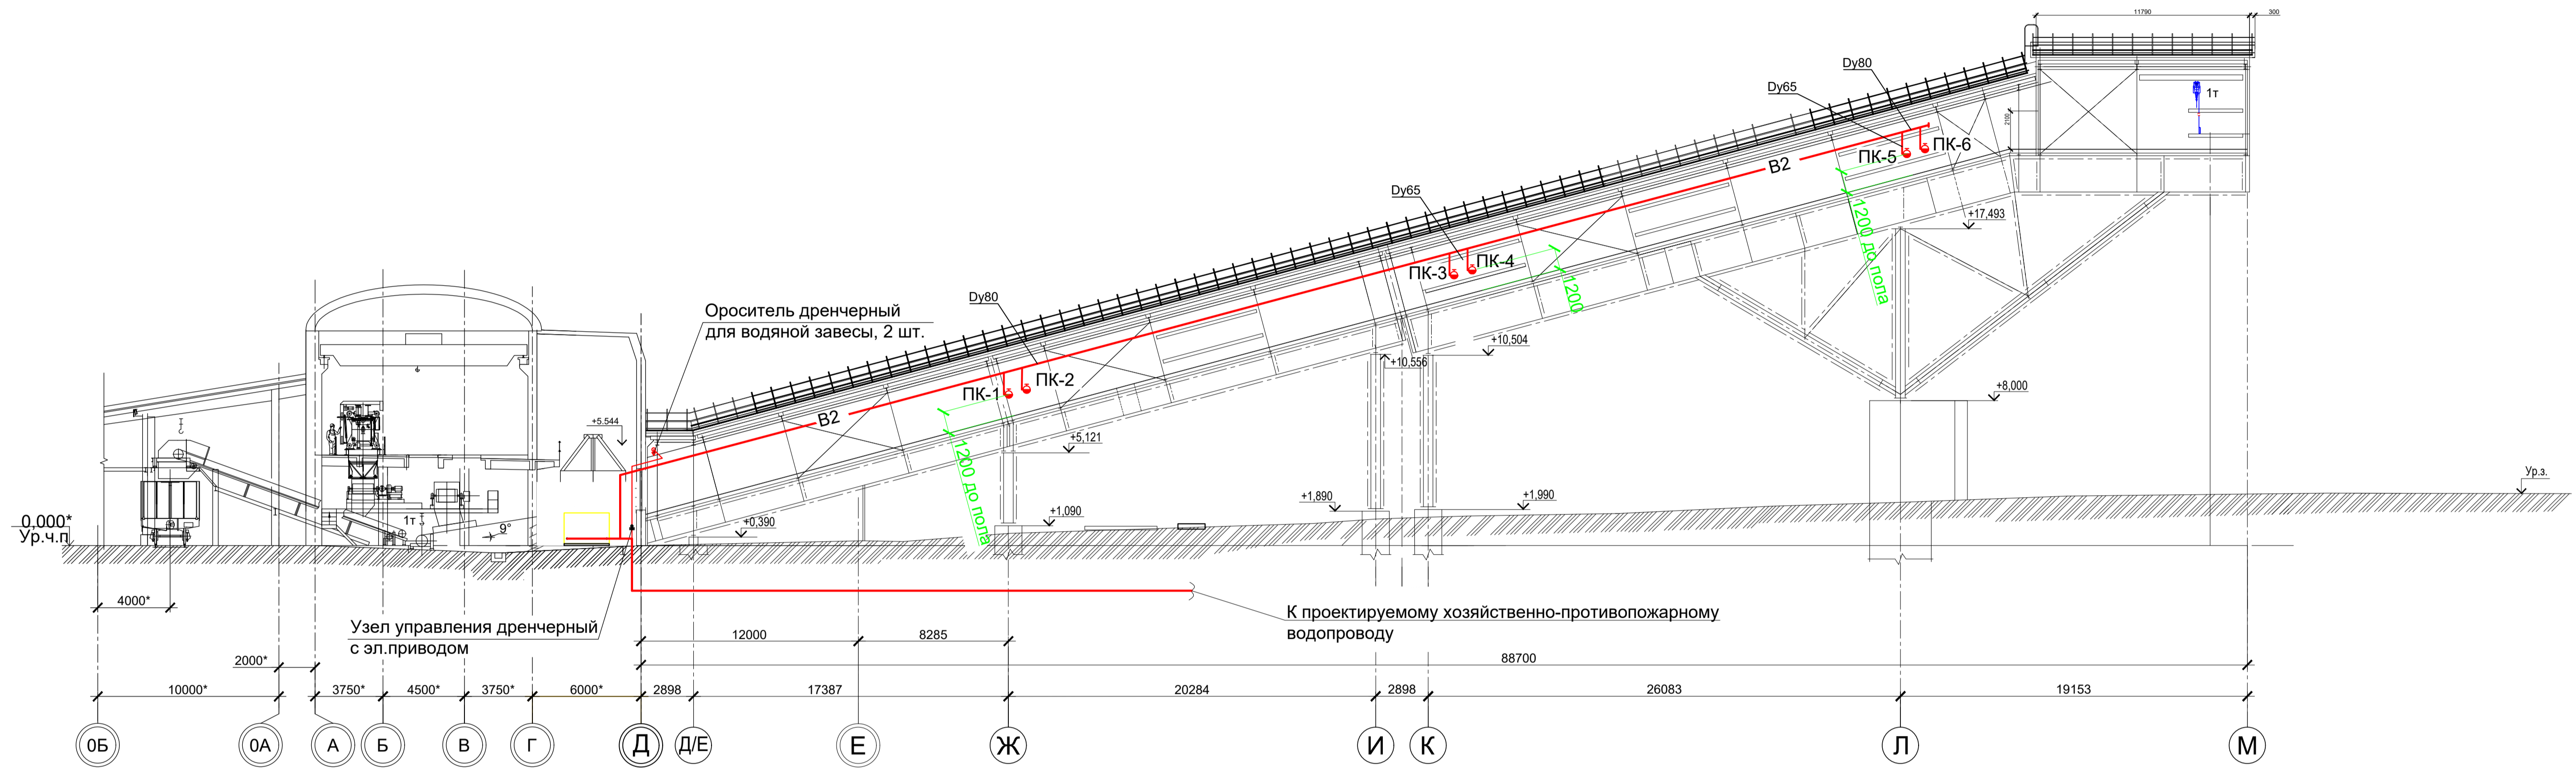 11790
300
Dy80
Dy65
1т
2100
ПК-5
ПК-6
В2
Dy65
1200 до пола
+17,493
ПК-3
ПК-4
1200
Ороситель дренчерный
для водяной завесы, 2 шт.
Dy80
+10,504
+10,556
ПК-1
ПК-2
В2
+8,000
+5.544
+5,121
1200 до пола
Ур.з.
+1,890
+1,990
+1,090
+0,390
0,000*
Ур.ч.п
1т
9°
4000*
К проектируемому хозяйственно-противопожарному
водопроводу
Узел управления дренчерный
с эл.приводом
12000
8285
2000*
88700
10000*
3750*
4500*
3750*
6000*
2898
17387
20284
2898
26083
19153
0Б
0А
А
Б
В
Г
Д
Д/Е
Е
Ж
И
К
Л
М